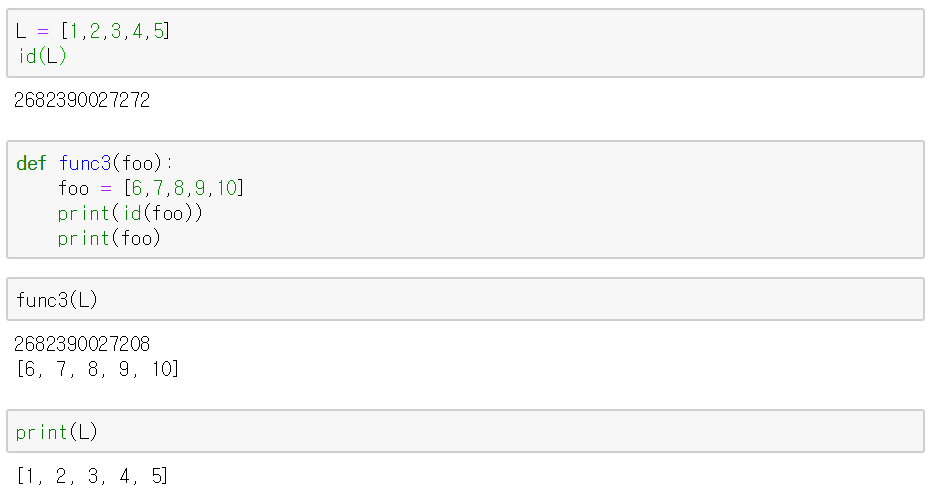 L = [1,2,3,4,5]
id(L)
2682390027272
def func3(foo):
    foo = [6,7,8,9,10]
    print(id(foo))
    print(foo)
func3(L)
2682390027208
[6, 7, 8, 9, 10]
print(L)
[1, 2, 3, 4, 5]